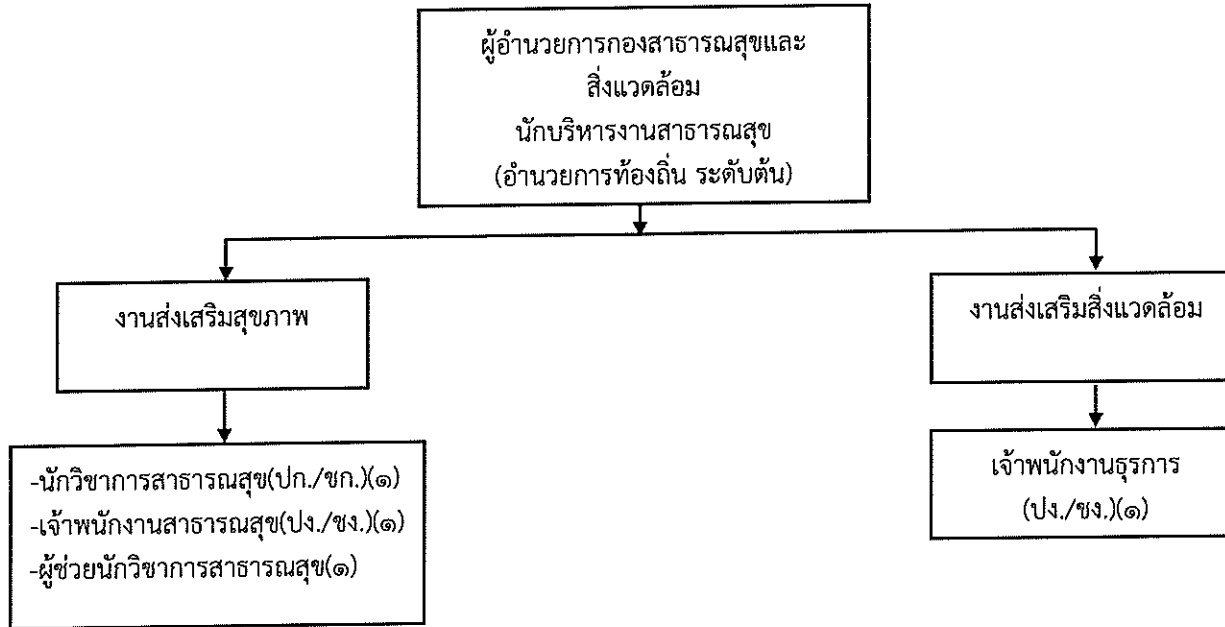 ผู้อำนวยการกองสาธารณสุขและ
สิ่งแวดล้อม
นักบริหารงานสาธารณสุข
(อำนวยการท้องถิ่น ระดับต้น)
งานส่งเสริมสุขภาพ
งานส่งเสริมสิ่งแวดล้อม
-นักวิชาการสาธารณสุข(ปก./ชก.)(๑)
-เจ้าพนักงานสาธารณสุข(ปง./ชง.)(๑)
-ผู้ช่วยนักวิชาการสาธารณสุข(๑)
เจ้าพนักงานธุรการ
(ปง./ชง.)(๑)